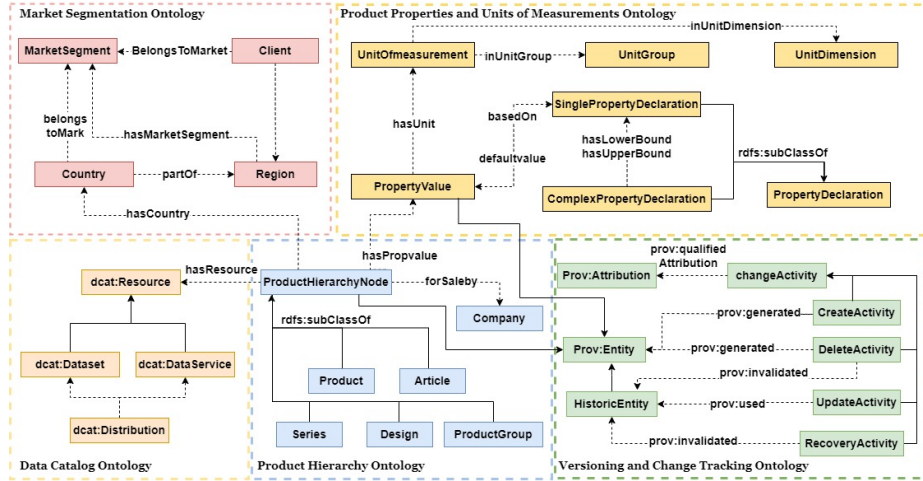 Market Segmentation Ontology
MarketSegment
BelongsToMarket
Client
belongs
toMark
hasMarketSegment
Country
partOf
Region
hasCountry
Product Properties and Units of Measurements Ontology
inUnitDimension
UnitOfmeasurement
inUnitGroup
UnitGroup
UnitDimension
SinglePropertyDeclaration
basedOn
hasUnit
hasLowerBound
hasUpperBound
rdfs:subClassOf
defaultvalue
PropertyValue
ComplexPropertyDeclaration
PropertyDeclaration
hasResource
dcat:Resource
dcat:Dataset
dcat:DataService
dcat:Distribution
Data Catalog Ontology
hasPropvalue
ProductHierarchyNode
forSaleby
Company
rdfs:subClassOf
Product
Article
Series
Design
ProductGroup
Product Hierarchy Ontology
prov:qualified
Attribution
Prov:Attribution
changeActivity
prov:generated
CreateActivity
Prov:Entity
prov:generated
DeleteActivity
prov:invalidated
HistoricEntity
prov:used
UpdateActivity
prov:invalidated
RecoveryActivity
Versioning and Change Tracking Ontology